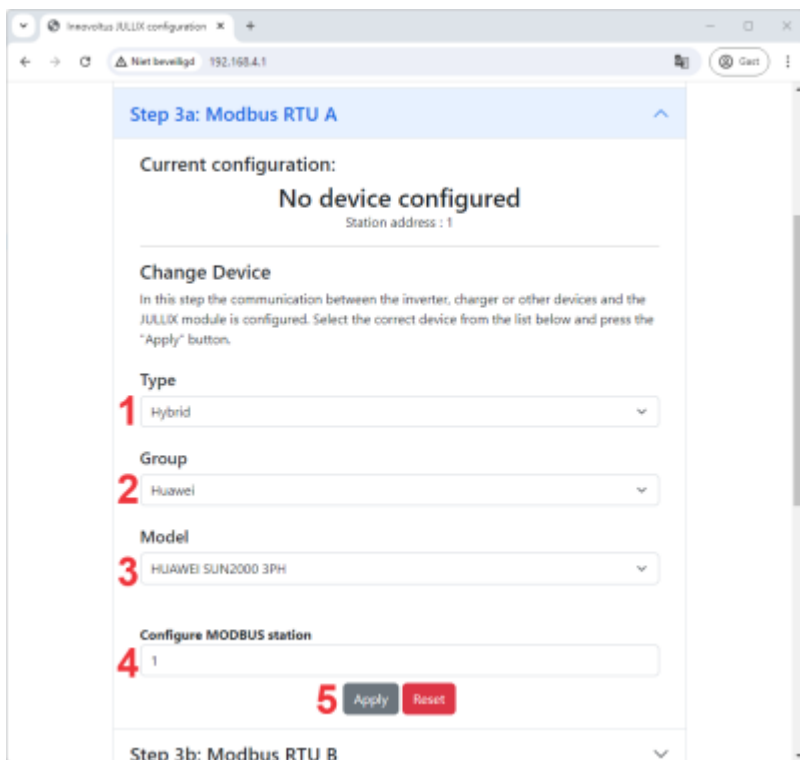 Innovoltus JULLIX configuration
Niet beveiligd 192.168.4.1
Gast
Step 3a: Modbus RTU A
Current configuration:
No device configured
Station address : 1
Change Device
In this step the communication between the inverter, charger or other devices and the
JULLIX module is configured. Select the correct device from the list below and press the
"Apply" button.
Type
1 Hybrid
Group
2 Huawei
Model
3 HUAWEI SUN2000 3PH
Configure MODBUS station
4 1
5 Apply Reset
Step 3b: Modbus RTU B